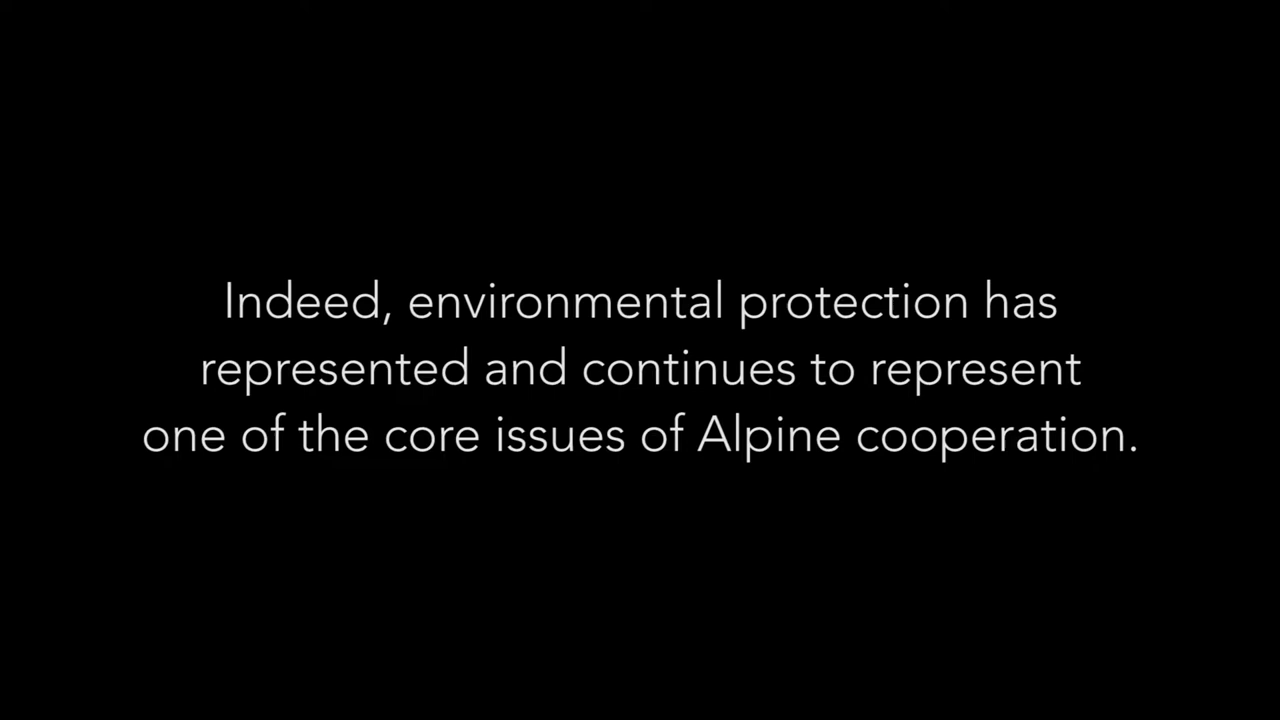 Indeed, environmental protection has
represented and continues to represent
one of the core issues of Alpine cooperation.